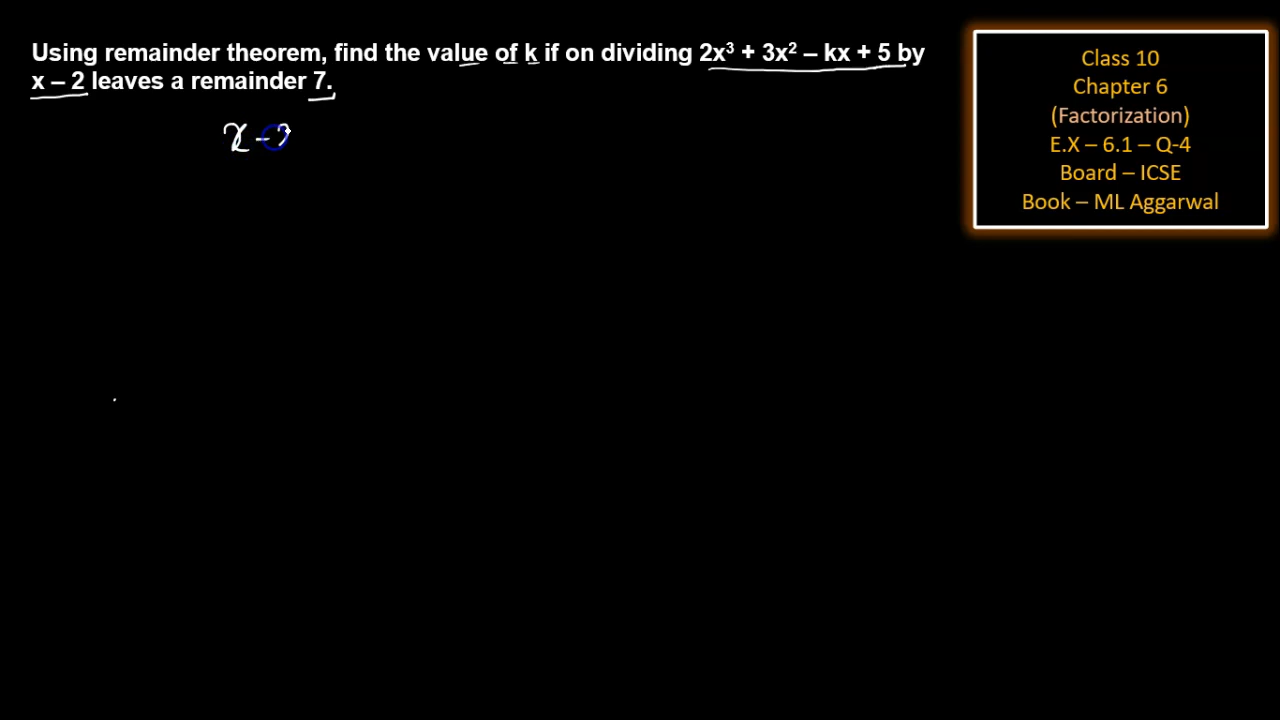 Using remainder theorem, find the value of k if on dividing 2x³ + 3x² – kx + 5 by
x – 2 leaves a remainder 7.
x - 2
Class 10
Chapter 6
(Factorization)
E.X – 6.1 – Q-4
Board – ICSE
Book – ML Aggarwal